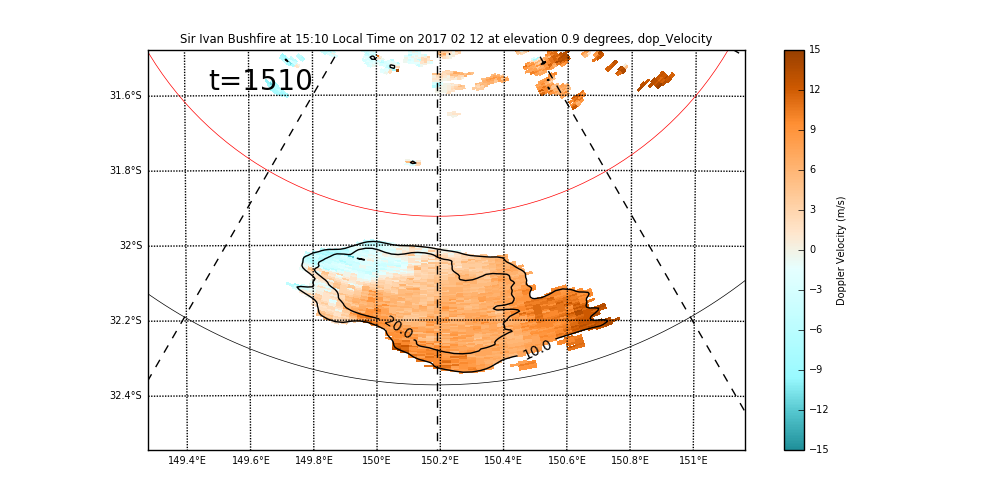 Sir Ivan Bushfire at 15:10 Local Time on 2017 02 12 at elevation 0.9 degrees, dop_Velocity
t=1510
31.6°S
31.8°S
32°S
32.2°S
32.4°S
20.0
10.0
149.4°E 149.6°E 149.8°E 150°E 150.2°E 150.4°E 150.6°E 150.8°E 151°E
15
12
9
6
3
0
−3
−6
−9
−12
−15
Doppler Velocity (m/s)